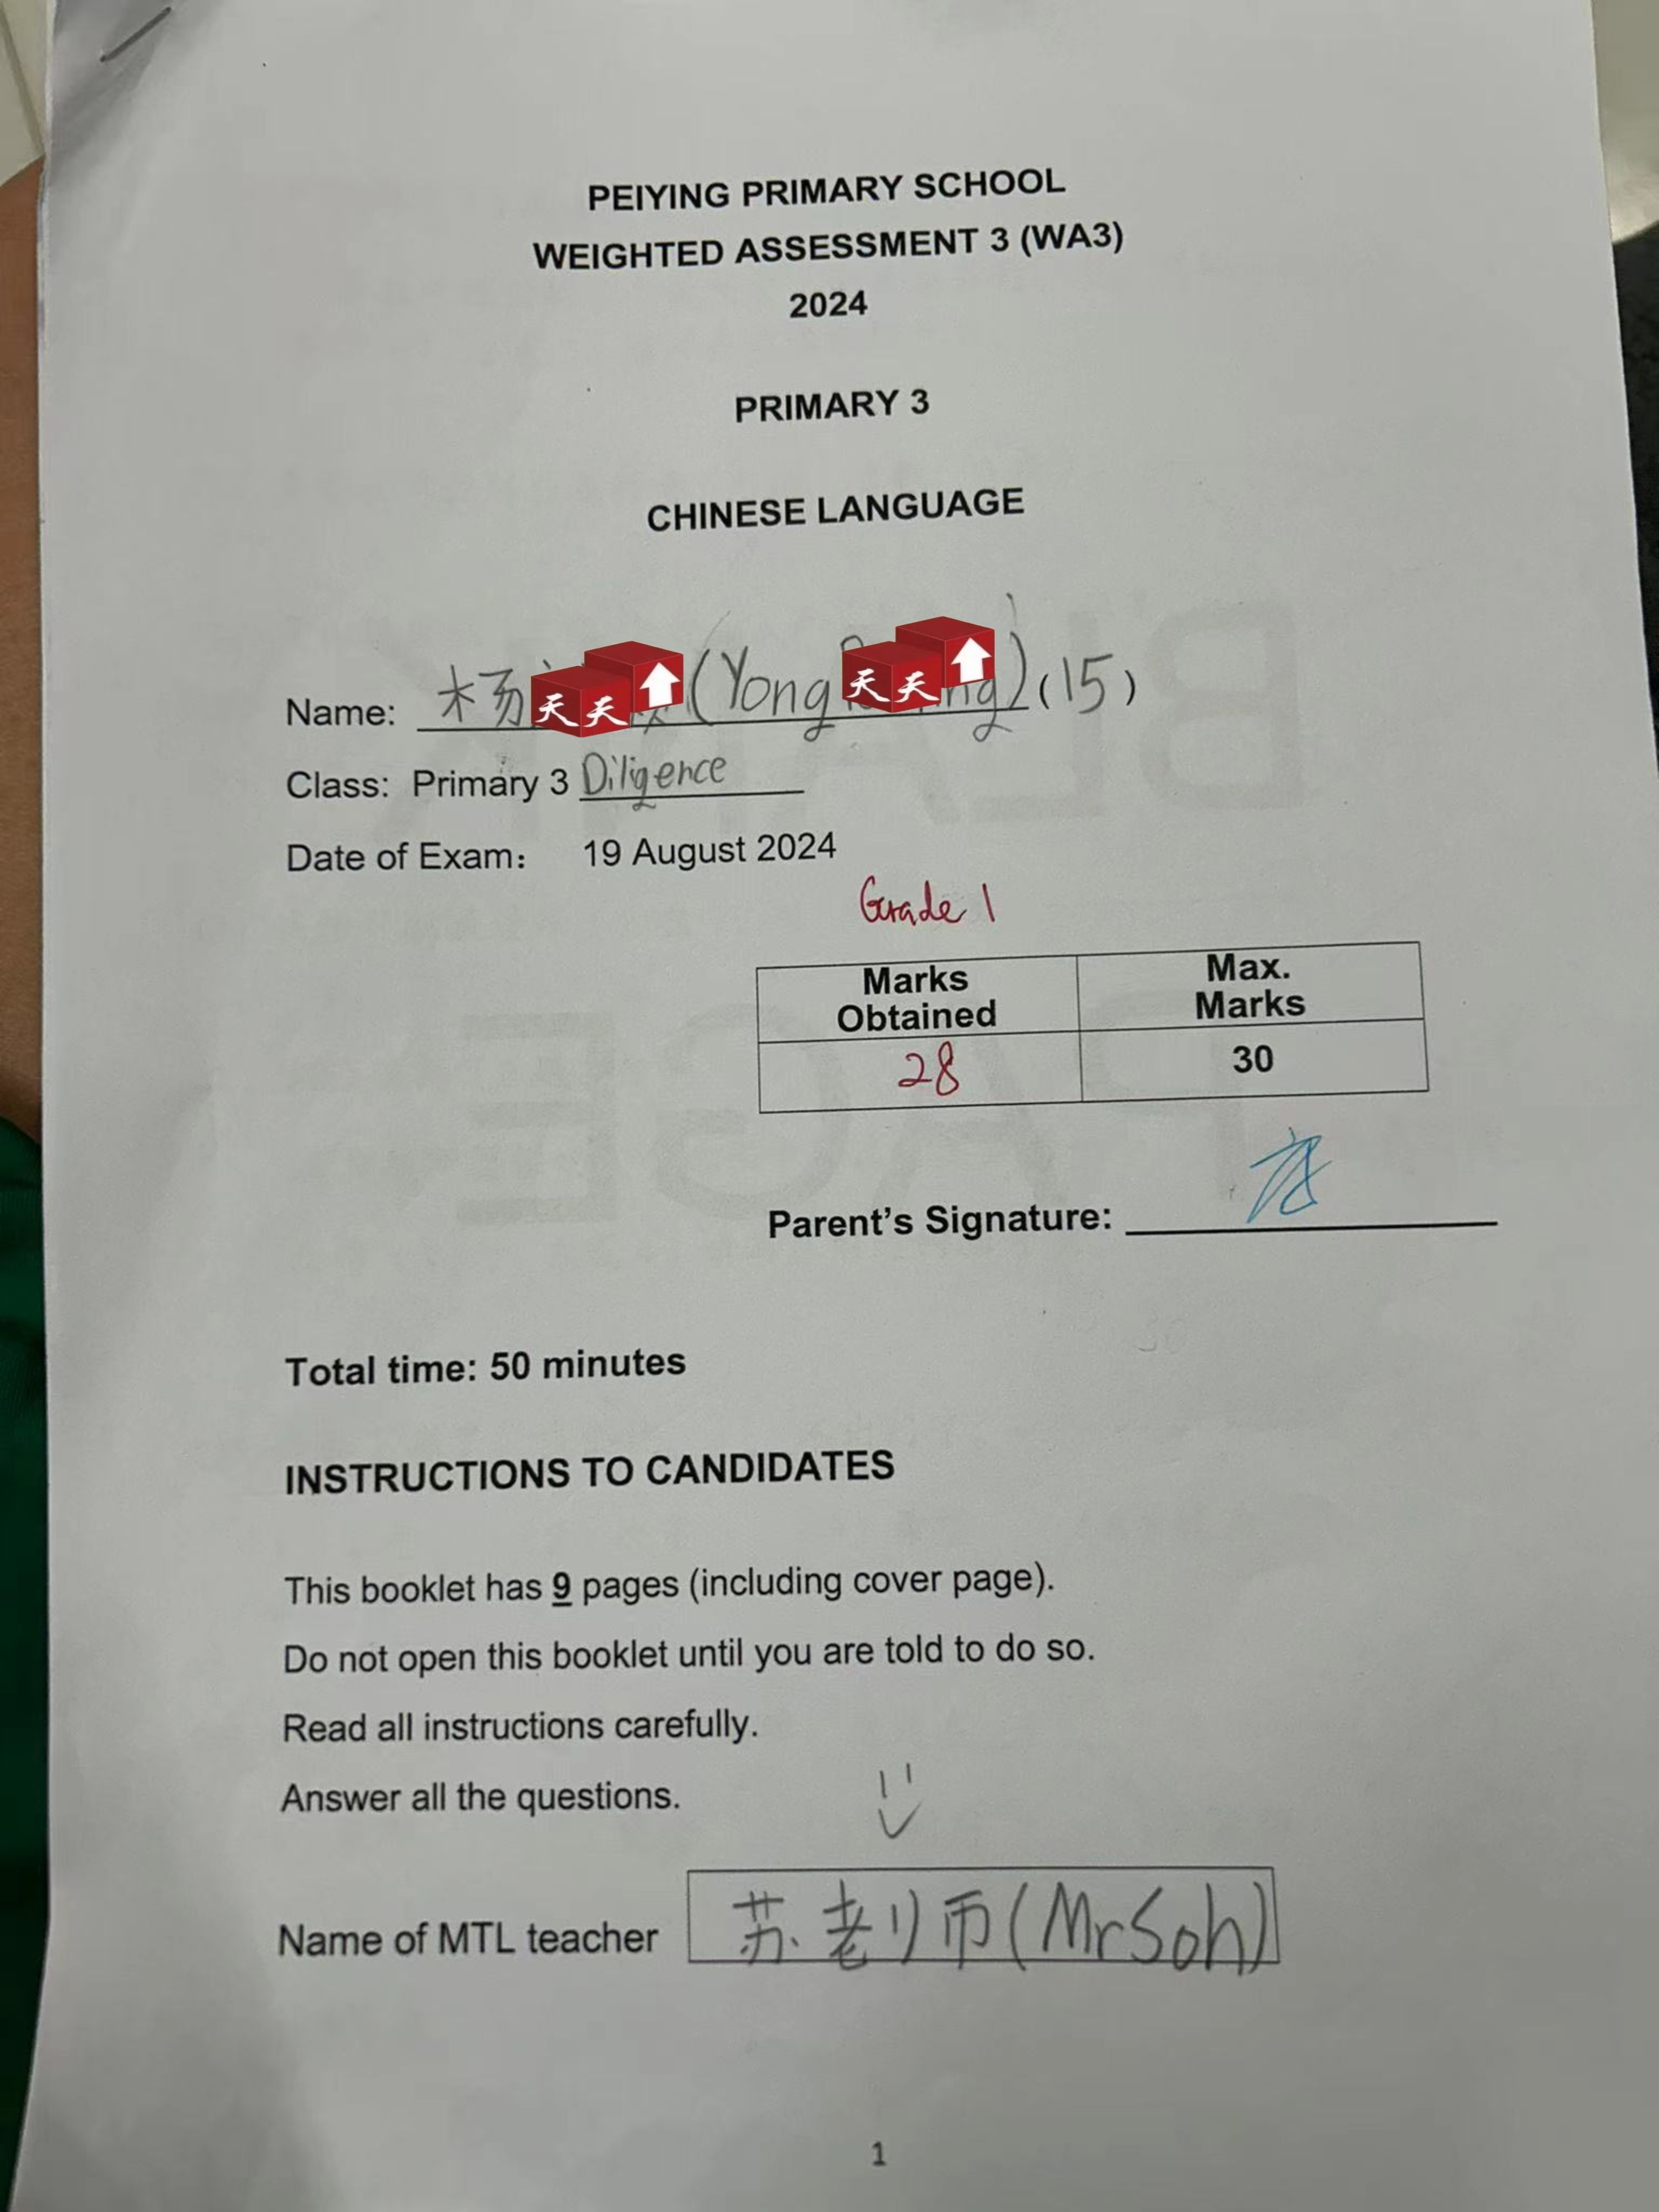 PEIYING PRIMARY SCHOOL
WEIGHTED ASSESSMENT 3 (WA3)
2024
PRIMARY 3
CHINESE LANGUAGE
Name: 杨 天天 (Yong 天天 ng) (15)
Class: Primary 3 Diligence
Date of Exam: 19 August 2024
Grade 1
Marks Obtained Max. Marks
28 30
Parent's Signature:
Total time: 50 minutes
INSTRUCTIONS TO CANDIDATES
This booklet has 9 pages (including cover page).
Do not open this booklet until you are told to do so.
Read all instructions carefully.
Answer all the questions.
Name of MTL teacher 苏老师(Mr Soh)
1